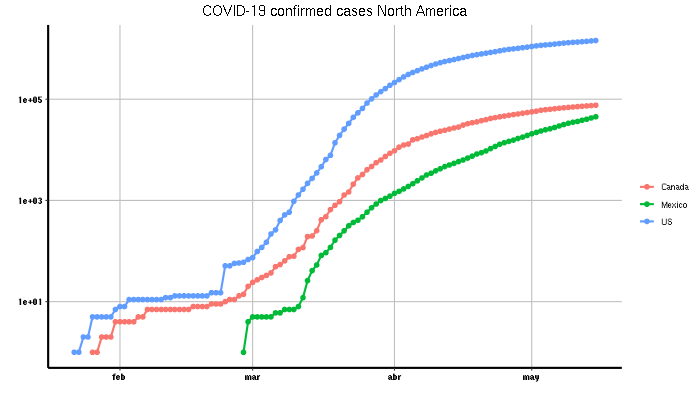 COVID-19 confirmed cases North America
1e+05
1e+03
1e+01
feb mar abr may
Canada
Mexico
US